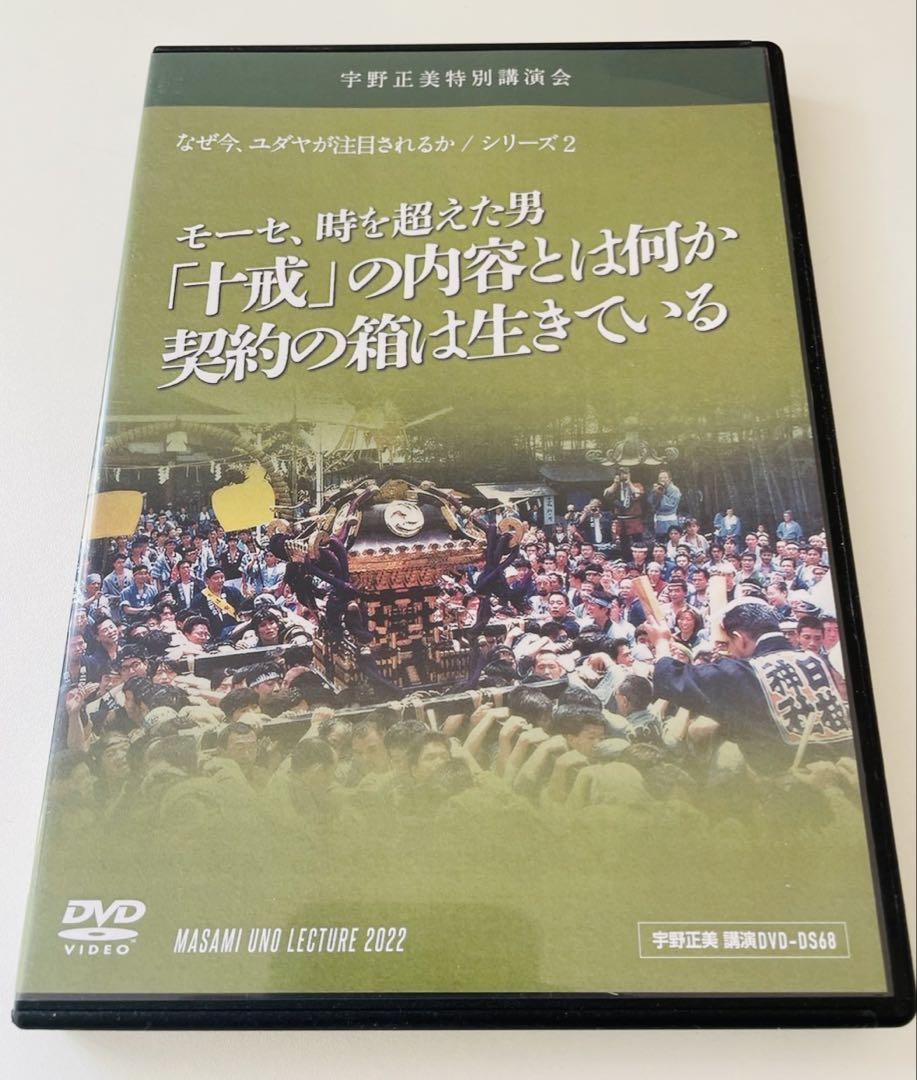 宇野正美特別講演会
なぜ今、ユダヤが注目されるか / シリーズ2
モーセ、時を超えた男
「十戒」の内容とは何か
契約の箱は生きている
神社
DVD
VIDEO
MASAMI UNO LECTURE 2022
宇野正美 講演DVD-DS68